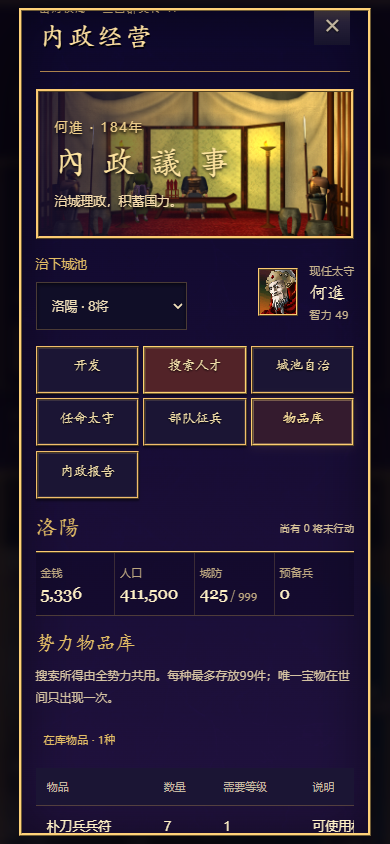 内政经营
×
何進 · 184年
內政議事
治城理政，积蓄国力。
治下城池
洛陽 · 8将
现任太守
何進
智力 49
开发
搜索人才
城池自治
任命太守
部队征兵
物品库
内政报告
洛陽
尚有 0 将未行动
金钱
5,336
人口
411,500
城防
425 / 999
预备兵
0
势力物品库
搜索所得由全势力共用。每种最多存放99件；唯一宝物在世
间只出现一次。
在库物品 · 1种
物品 数量 需要等级 说明
朴刀兵兵符 7 1 可使用